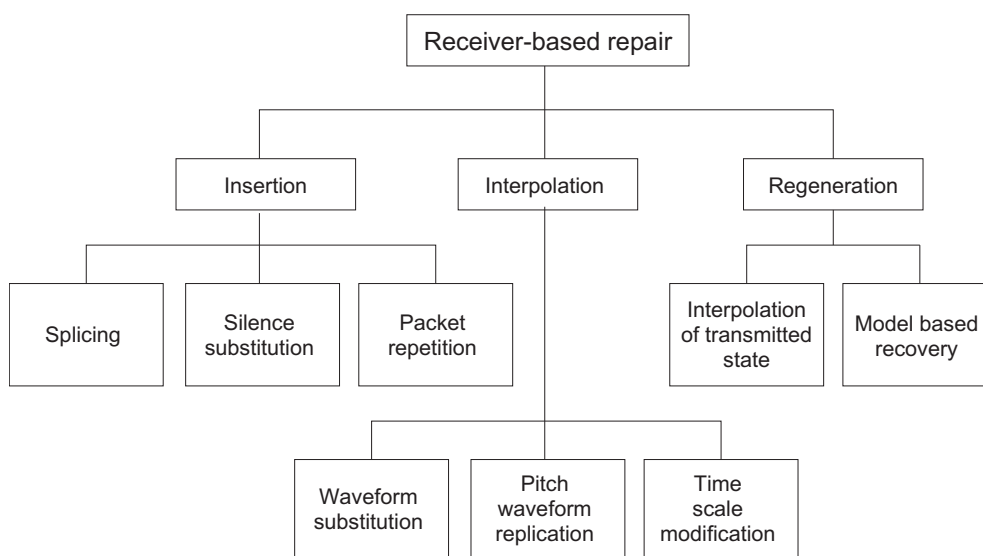 Receiver-based repair
Insertion
Interpolation
Regeneration
Splicing
Silence
substitution
Packet
repetition
Interpolation
of transmitted
state
Model based
recovery
Waveform
substitution
Pitch
waveform
replication
Time
scale
modification